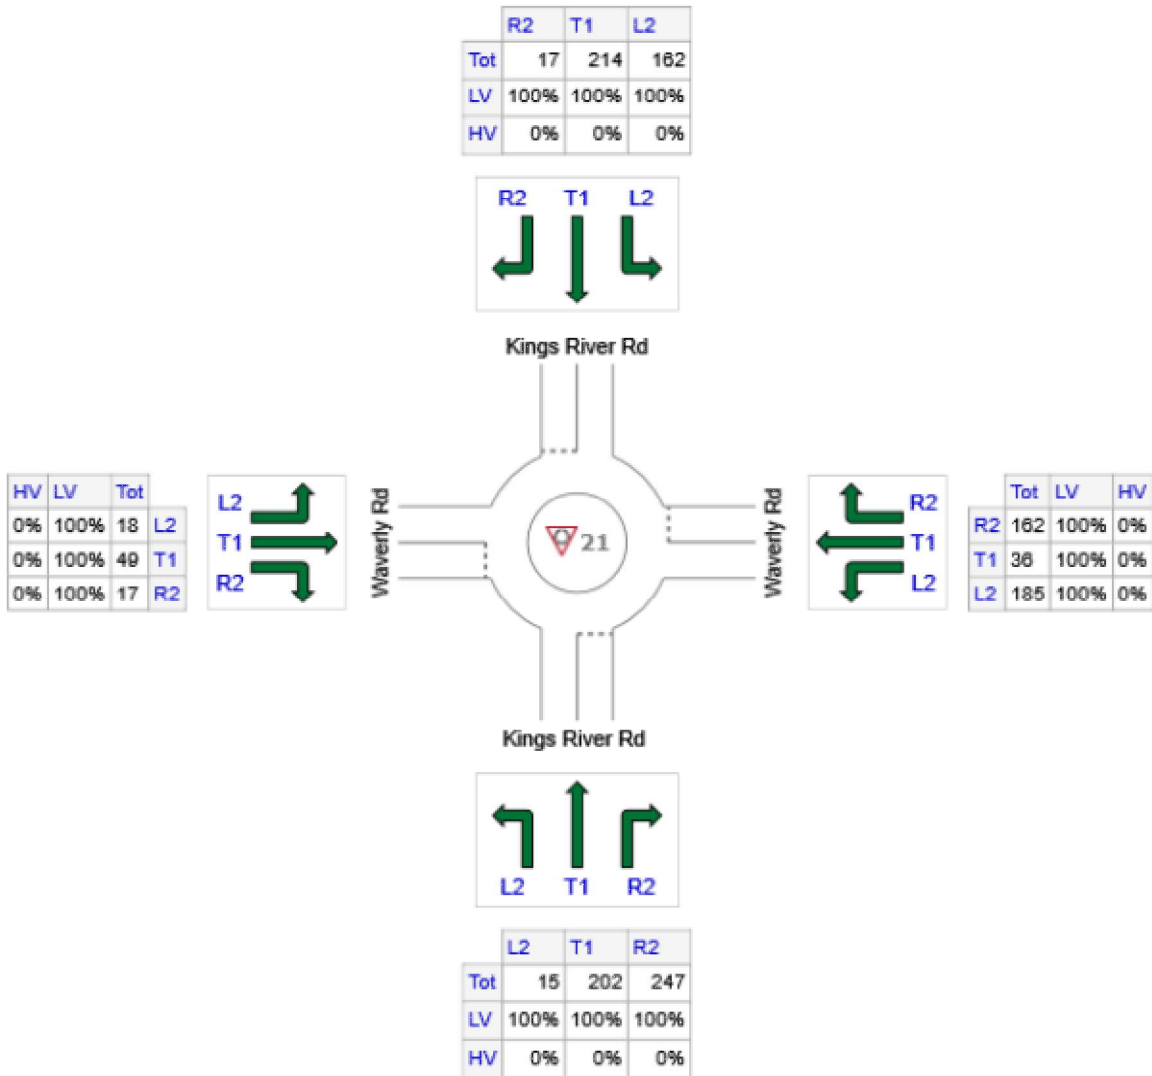 R2 T1 L2
Tot 17 214 162
LV 100% 100% 100%
HV 0% 0% 0%
R2 T1 L2
Kings River Rd
HV LV Tot
0% 100% 18 L2
0% 100% 49 T1
0% 100% 17 R2
L2
T1
R2
Waverly Rd
21
Waverly Rd
R2
T1
L2
Tot LV HV
R2 162 100% 0%
T1 36 100% 0%
L2 185 100% 0%
Kings River Rd
L2 T1 R2
L2 T1 R2
Tot 15 202 247
LV 100% 100% 100%
HV 0% 0% 0%